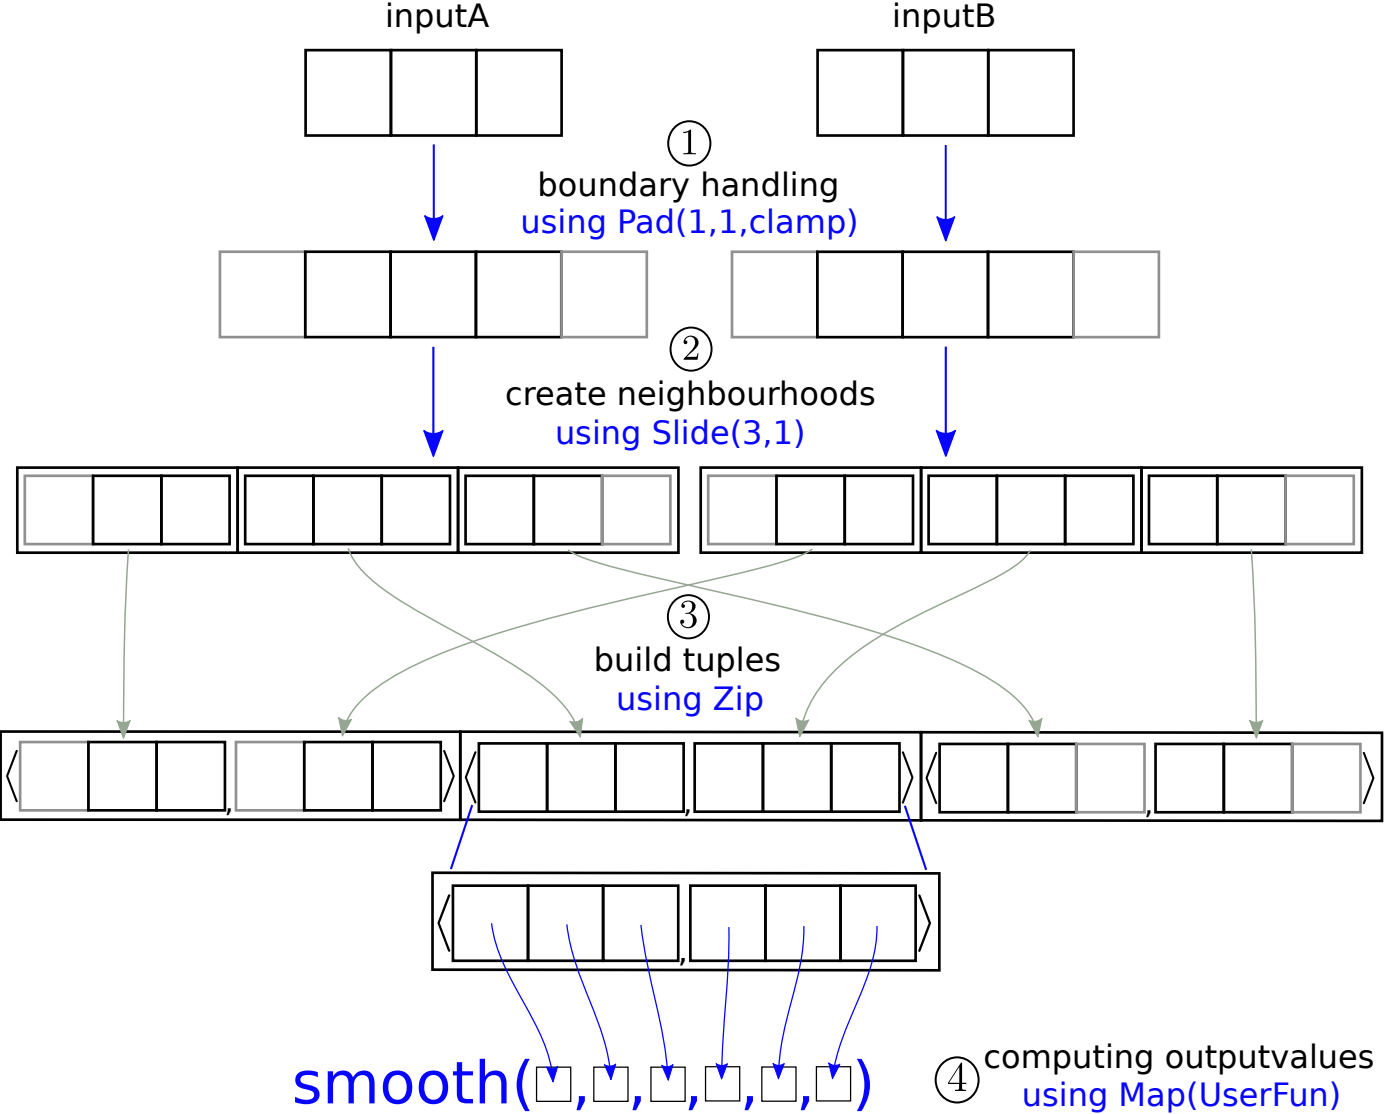 inputA
inputB
①
boundary handling
using Pad(1,1,clamp)
②
create neighbourhoods
using Slide(3,1)
③
build tuples
using Zip
⟨ , ⟩ ⟨ , ⟩ ⟨ , ⟩
⟨ , ⟩
smooth(□,□,□,□,□,□)
④
computing outputvalues
using Map(UserFun)